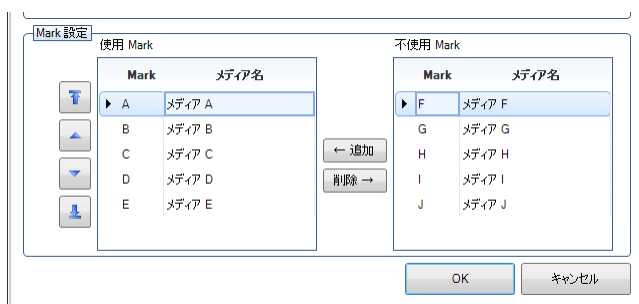 Mark 設定
使用 Mark
不使用 Mark
Mark メディア名
A メディア A
B メディア B
C メディア C
D メディア D
E メディア E
← 追加
削除 →
Mark メディア名
F メディア F
G メディア G
H メディア H
I メディア I
J メディア J
OK キャンセル